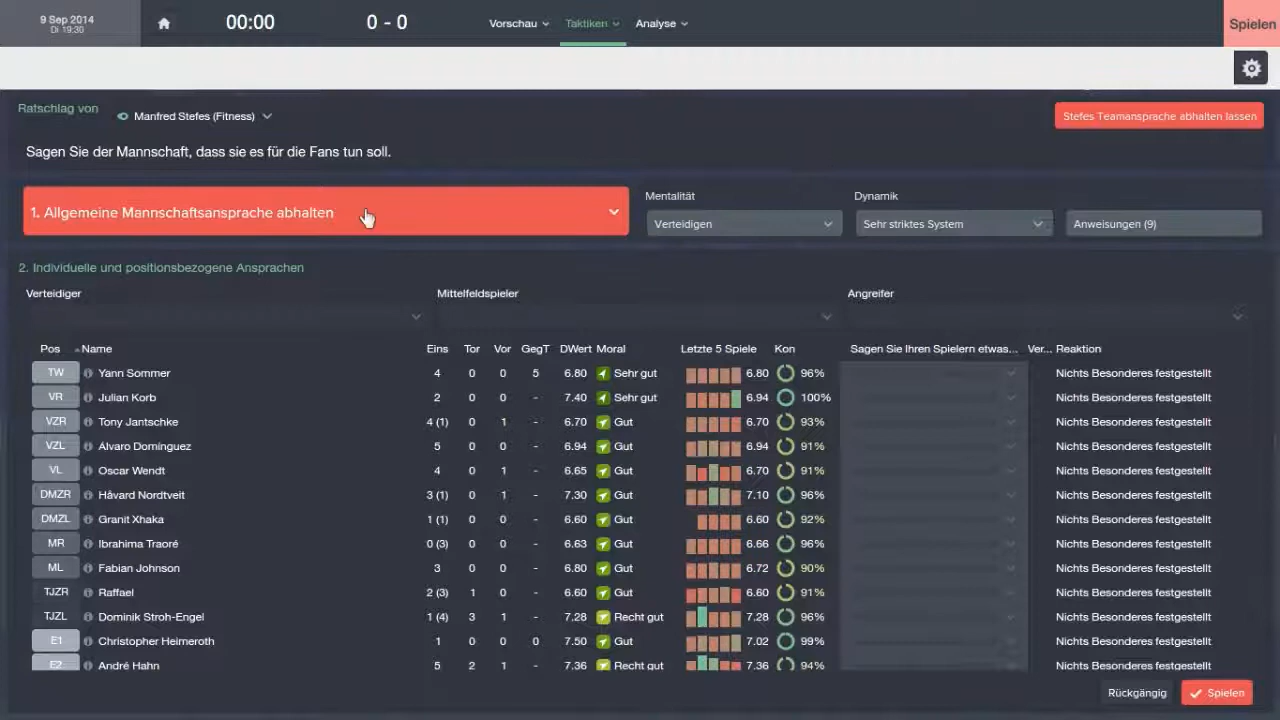 9 Sep 2014
Di 19:30
00:00
0 - 0
Vorschau
Taktiken
Analyse
Spielen
Ratschlag von
Manfred Stefes (Fitness)
Stefes Teamansprache abhalten lassen
Sagen Sie der Mannschaft, dass sie es für die Fans tun soll.
1. Allgemeine Mannschaftsansprache abhalten
Mentalität
Verteidigen
Dynamik
Sehr striktes System
Anweisungen (9)
2. Individuelle und positionsbezogene Ansprachen
Verteidiger
Mittelfeldspieler
Angreifer
Pos Name Eins Tor Vor GegT DWert Moral Letzte 5 Spiele Kon Sagen Sie Ihren Spielern etwas... Ver... Reaktion
TW Yann Sommer 4 0 0 5 6.80 Sehr gut 6.80 96% Nichts Besonderes festgestellt
VR Julian Korb 2 0 0 - 7.40 Sehr gut 6.94 100% Nichts Besonderes festgestellt
VZR Tony Jantschke 4 (1) 0 1 - 6.70 Gut 6.70 93% Nichts Besonderes festgestellt
VZL Álvaro Domínguez 5 0 0 - 6.94 Gut 6.94 91% Nichts Besonderes festgestellt
VL Oscar Wendt 4 0 1 - 6.65 Gut 6.70 91% Nichts Besonderes festgestellt
DMZR Håvard Nordtveit 3 (1) 0 1 - 7.30 Gut 7.10 96% Nichts Besonderes festgestellt
DMZL Granit Xhaka 1 (1) 0 0 - 6.60 Gut 6.60 92% Nichts Besonderes festgestellt
MR Ibrahima Traoré 0 (3) 0 0 - 6.63 Gut 6.66 96% Nichts Besonderes festgestellt
ML Fabian Johnson 3 0 0 - 6.80 Gut 6.72 90% Nichts Besonderes festgestellt
TJZR Raffael 2 (3) 1 0 - 6.60 Gut 6.60 91% Nichts Besonderes festgestellt
TJZL Dominik Stroh-Engel 1 (4) 3 1 - 7.28 Recht gut 7.28 96% Nichts Besonderes festgestellt
E1 Christopher Heimeroth 1 0 0 0 7.50 Gut 7.02 99% Nichts Besonderes festgestellt
E2 André Hahn 5 2 1 - 7.36 Recht gut 7.36 94% Nichts Besonderes festgestellt
Rückgängig
Spielen